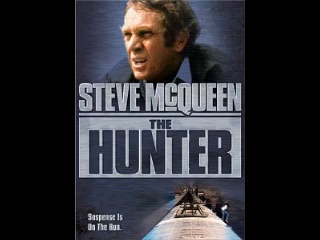 STEVE McQUEEN
THE
HUNTER
SUSPENSE IS
ON THE RUN.